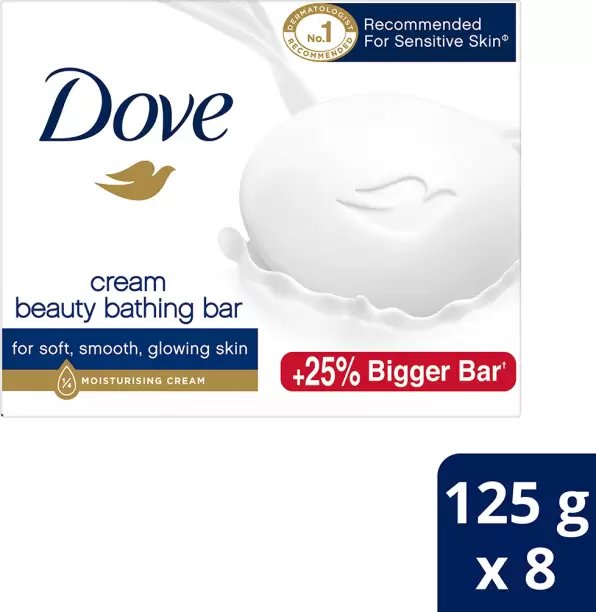 DERMATOLOGIST
No.1
RECOMMENDED
Recommended
For Sensitive Skin⁠Φ
Dove
cream
beauty bathing bar
for soft, smooth, glowing skin
¼ MOISTURISING CREAM
+25% Bigger Bar†
125 g
x 8